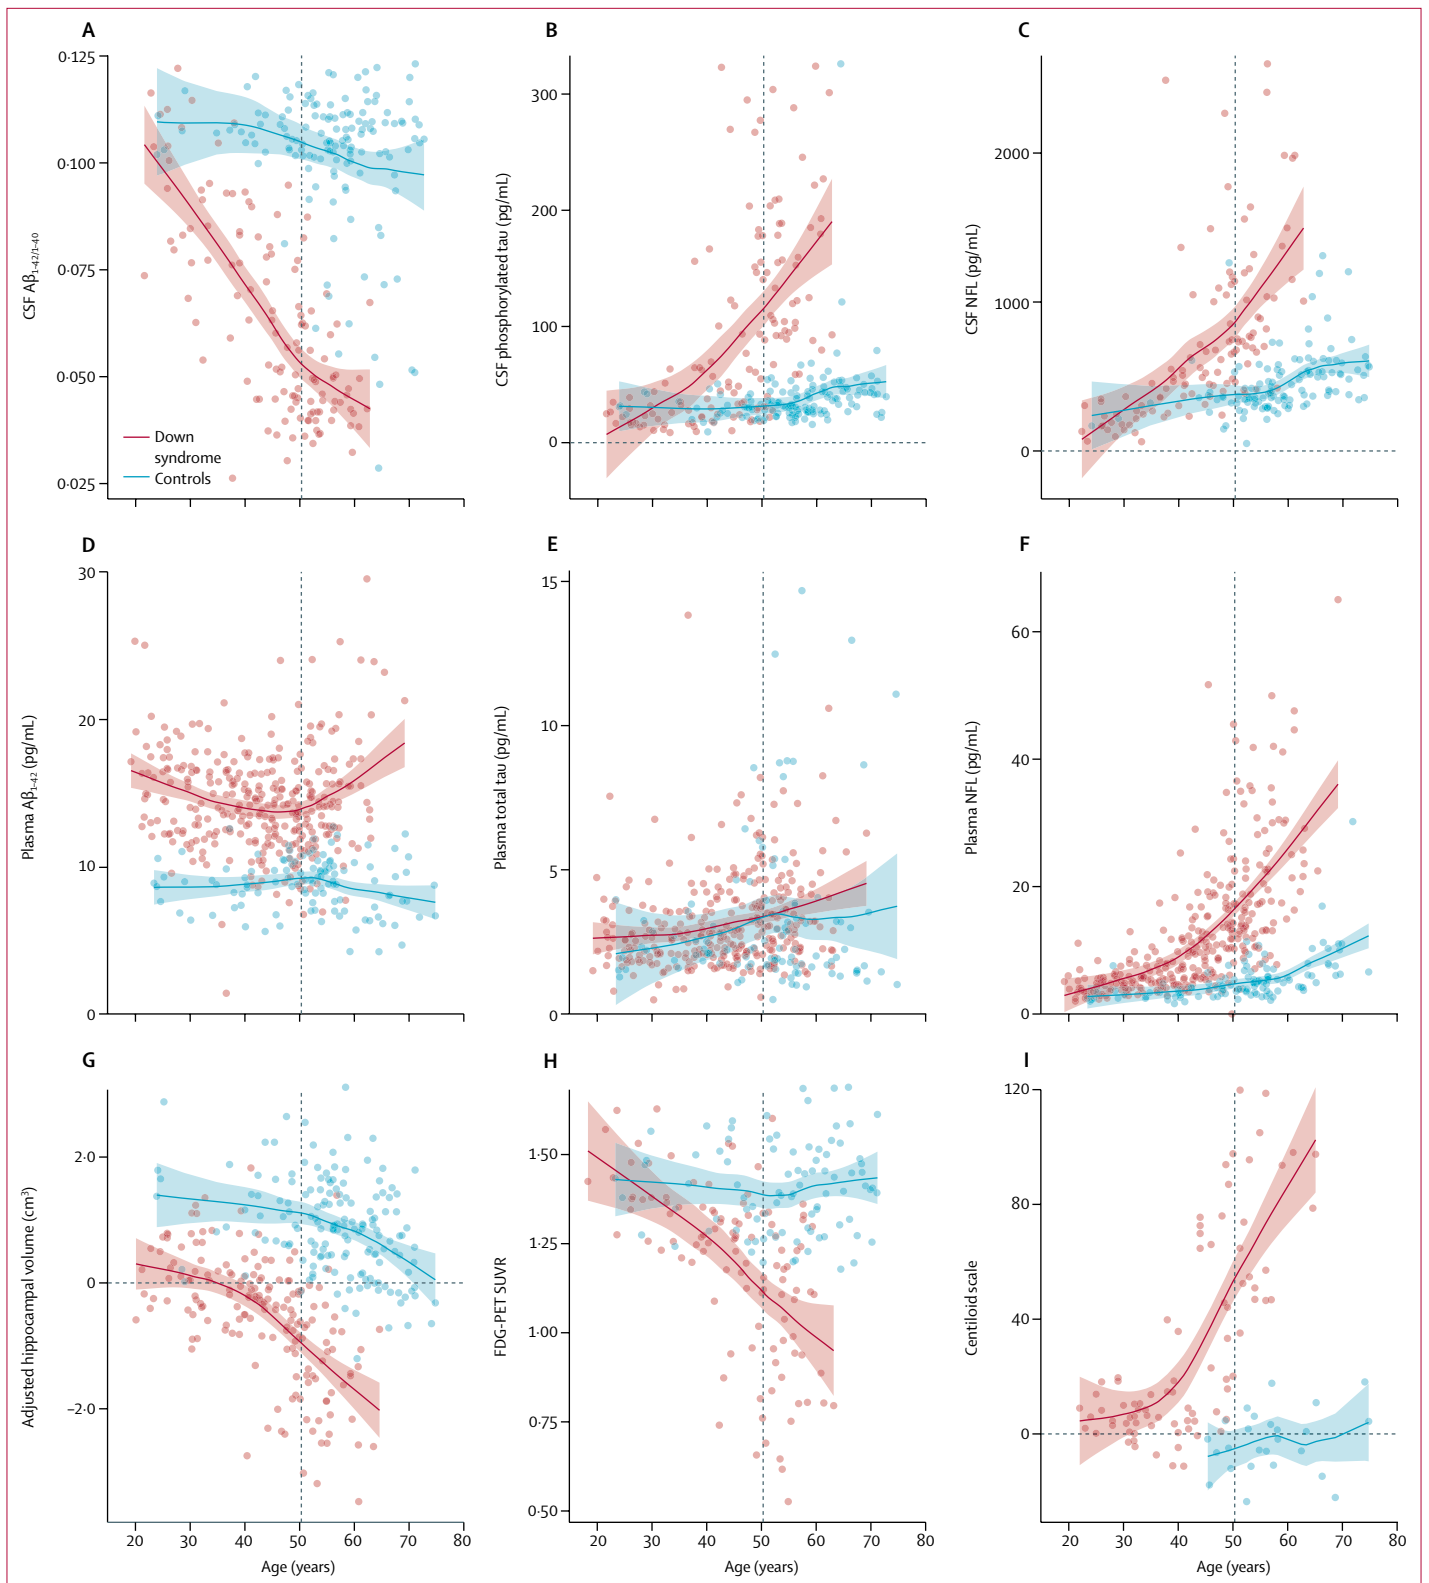 A
B
C
0·125
0·100
0·075
0·050
0·025
CSF Aβ1–42/1–40
Down
syndrome
Controls
300
200
100
0
CSF phosphorylated tau (pg/mL)
2000
1000
0
CSF NFL (pg/mL)
D
E
F
30
20
10
0
Plasma Aβ1–42 (pg/mL)
15
10
5
0
Plasma total tau (pg/mL)
60
40
20
0
Plasma NFL (pg/mL)
G
H
I
2·0
0
–2·0
Adjusted hippocampal volume (cm³)
20 30 40 50 60 70 80
Age (years)
1·50
1·25
1·00
0·75
0·50
FDG-PET SUVR
20 30 40 50 60 70 80
Age (years)
120
80
40
0
Centiloid scale
20 30 40 50 60 70 80
Age (years)